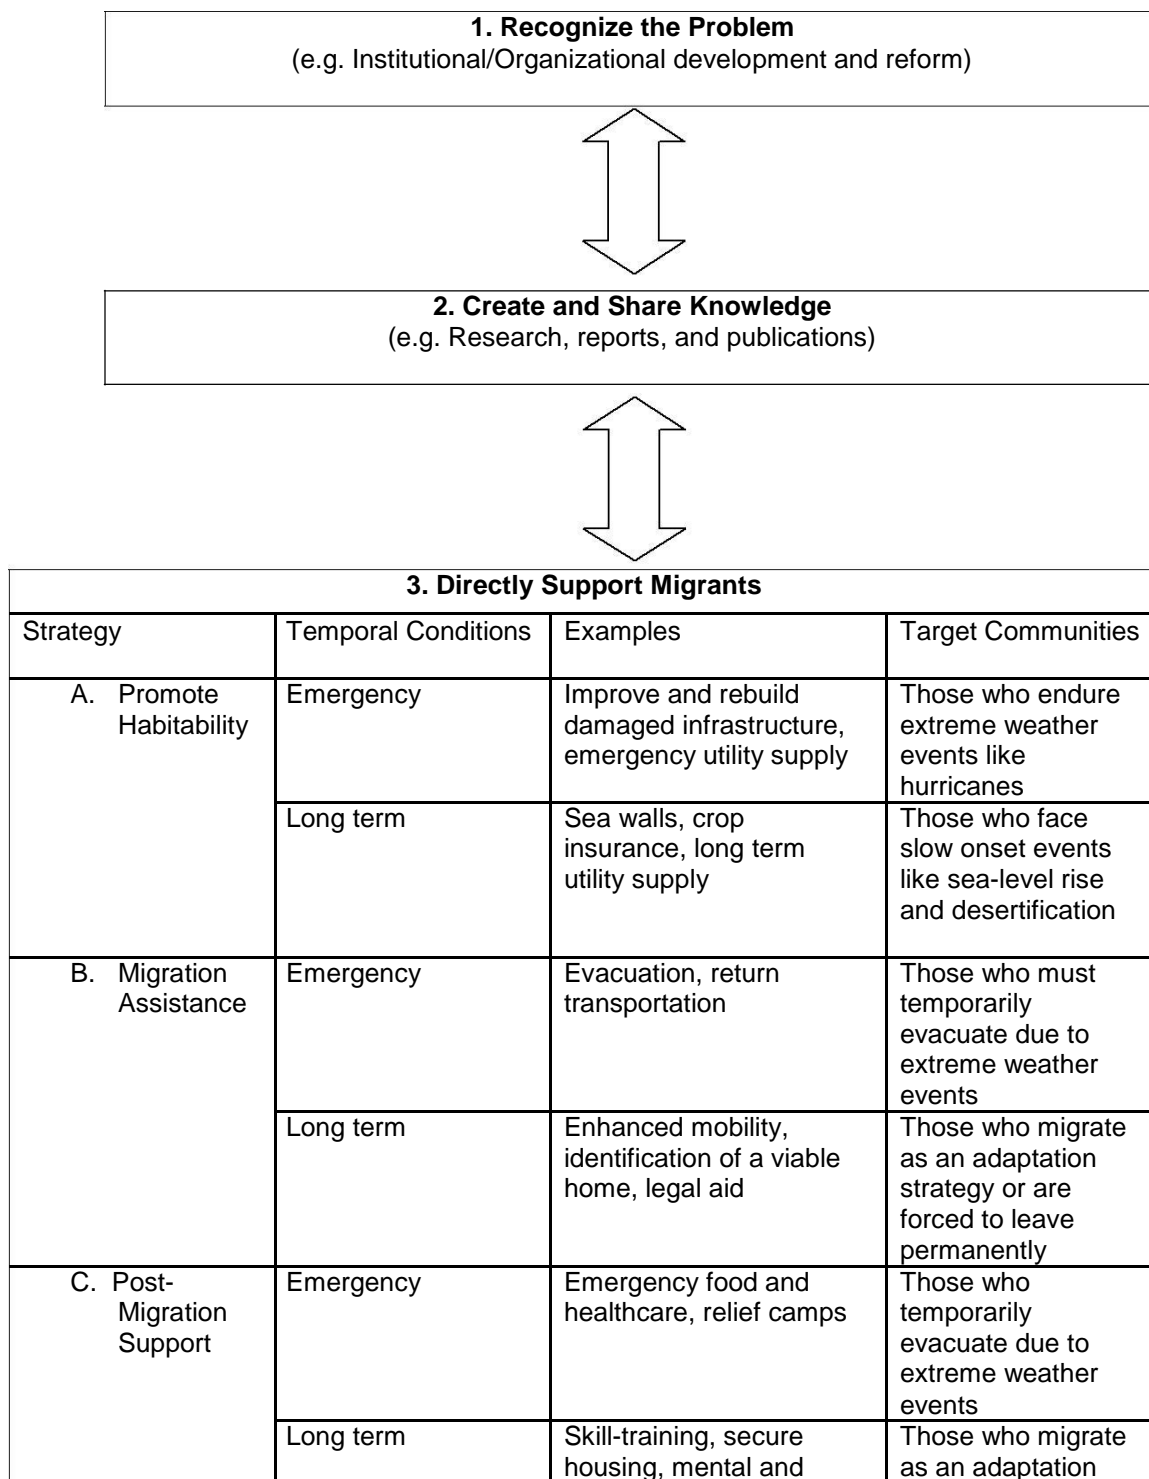 1. Recognize the Problem
(e.g. Institutional/Organizational development and reform)
2. Create and Share Knowledge
(e.g. Research, reports, and publications)
3. Directly Support Migrants
Strategy
Temporal Conditions
Examples
Target Communities
A. Promote
Habitability
Emergency
Improve and rebuild
damaged infrastructure,
emergency utility supply
Those who endure
extreme weather
events like
hurricanes
Long term
Sea walls, crop
insurance, long term
utility supply
Those who face
slow onset events
like sea-level rise
and desertification
B. Migration
Assistance
Emergency
Evacuation, return
transportation
Those who must
temporarily
evacuate due to
extreme weather
events
Long term
Enhanced mobility,
identification of a viable
home, legal aid
Those who migrate
as an adaptation
strategy or are
forced to leave
permanently
C. Post-
Migration
Support
Emergency
Emergency food and
healthcare, relief camps
Those who
temporarily
evacuate due to
extreme weather
events
Long term
Skill-training, secure
housing, mental and
Those who migrate
as an adaptation